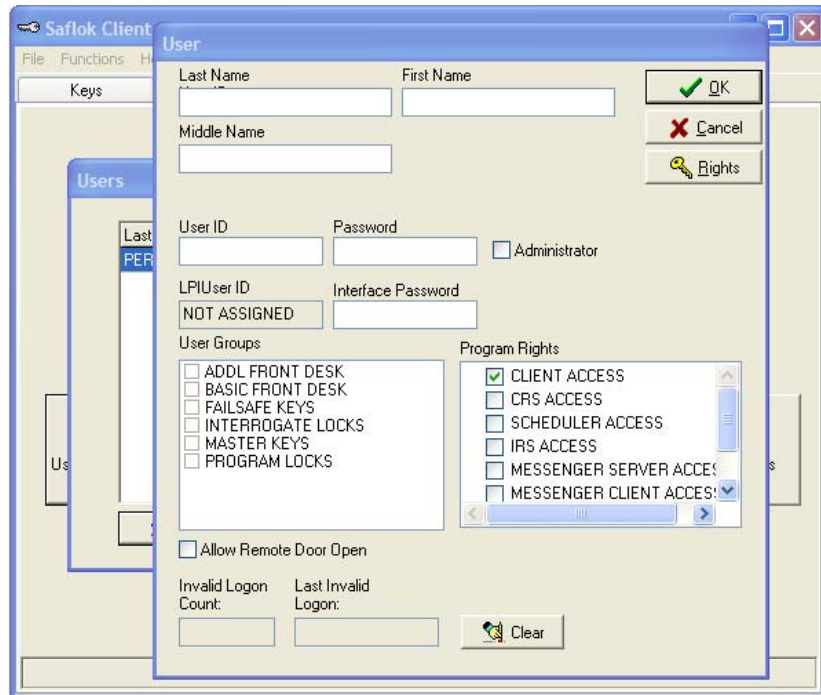 Saflok Client
User
File Functions
Keys
Last Name
First Name
OK
Middle Name
Cancel
Rights
Users
User ID
Password
Administrator
Last
PER
LPIUser ID
Interface Password
NOT ASSIGNED
User Groups
Program Rights
ADDL FRONT DESK
BASIC FRONT DESK
FAILSAFE KEYS
INTERROGATE LOCKS
MASTER KEYS
PROGRAM LOCKS
CLIENT ACCESS
CRS ACCESS
SCHEDULER ACCESS
IRS ACCESS
MESSENGER SERVER ACCES
MESSENGER CLIENT ACCES
Us
s
Allow Remote Door Open
Invalid Logon
Count:
Last Invalid
Logon:
Clear